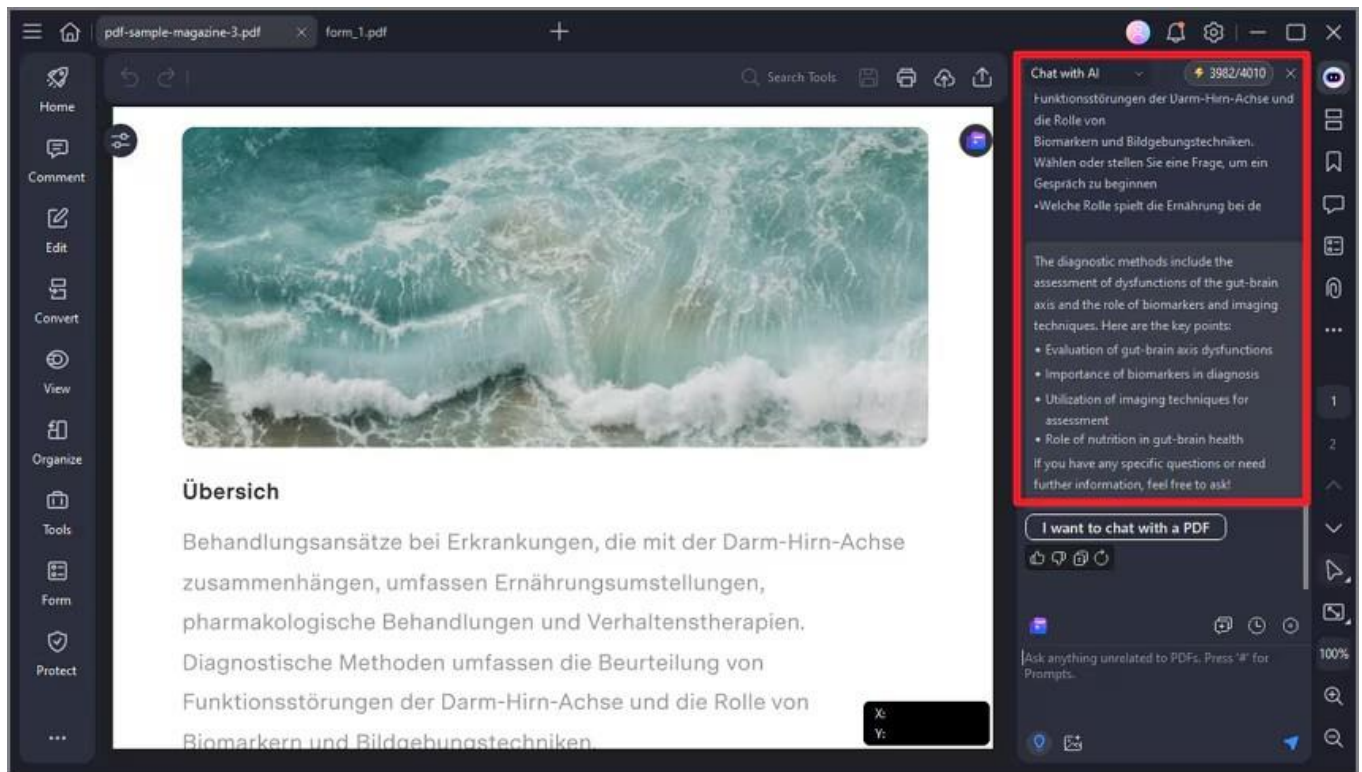 pdf-sample-magazine-3.pdf
form_1.pdf
Home
Comment
Edit
Convert
View
Organize
Tools
Form
Protect
Search Tools
Übersich
Behandlungsansätze bei Erkrankungen, die mit der Darm-Hirn-Achse
zusammenhängen, umfassen Ernährungsumstellungen,
pharmakologische Behandlungen und Verhaltenstherapien.
Diagnostische Methoden umfassen die Beurteilung von
Funktionsstörungen der Darm-Hirn-Achse und die Rolle von
Biomarkern und Bildgebungstechniken.
X:
Y:
Chat with AI
3982/4010
Funktionsstörungen der Darm-Hirn-Achse und
die Rolle von
Biomarkern und Bildgebungstechniken.
Wählen oder stellen Sie eine Frage, um ein
Gespräch zu beginnen
•Welche Rolle spielt die Ernährung bei de
The diagnostic methods include the
assessment of dysfunctions of the gut-brain
axis and the role of biomarkers and imaging
techniques. Here are the key points:
• Evaluation of gut-brain axis dysfunctions
• Importance of biomarkers in diagnosis
• Utilization of imaging techniques for
assessment
• Role of nutrition in gut-brain health
If you have any specific questions or need
further information, feel free to ask!
I want to chat with a PDF
Ask anything unrelated to PDFs. Press '#' for
Prompts.
1
2
100%